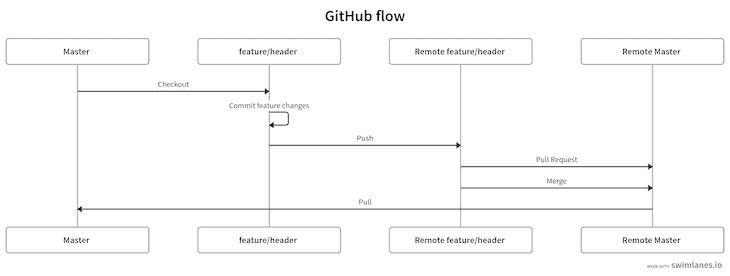 GitHub flow
Master
feature/header
Remote feature/header
Remote Master
Checkout
Commit feature changes
Push
Pull Request
Merge
Pull
Master
feature/header
Remote feature/header
Remote Master
MADE WITH swimlanes.io